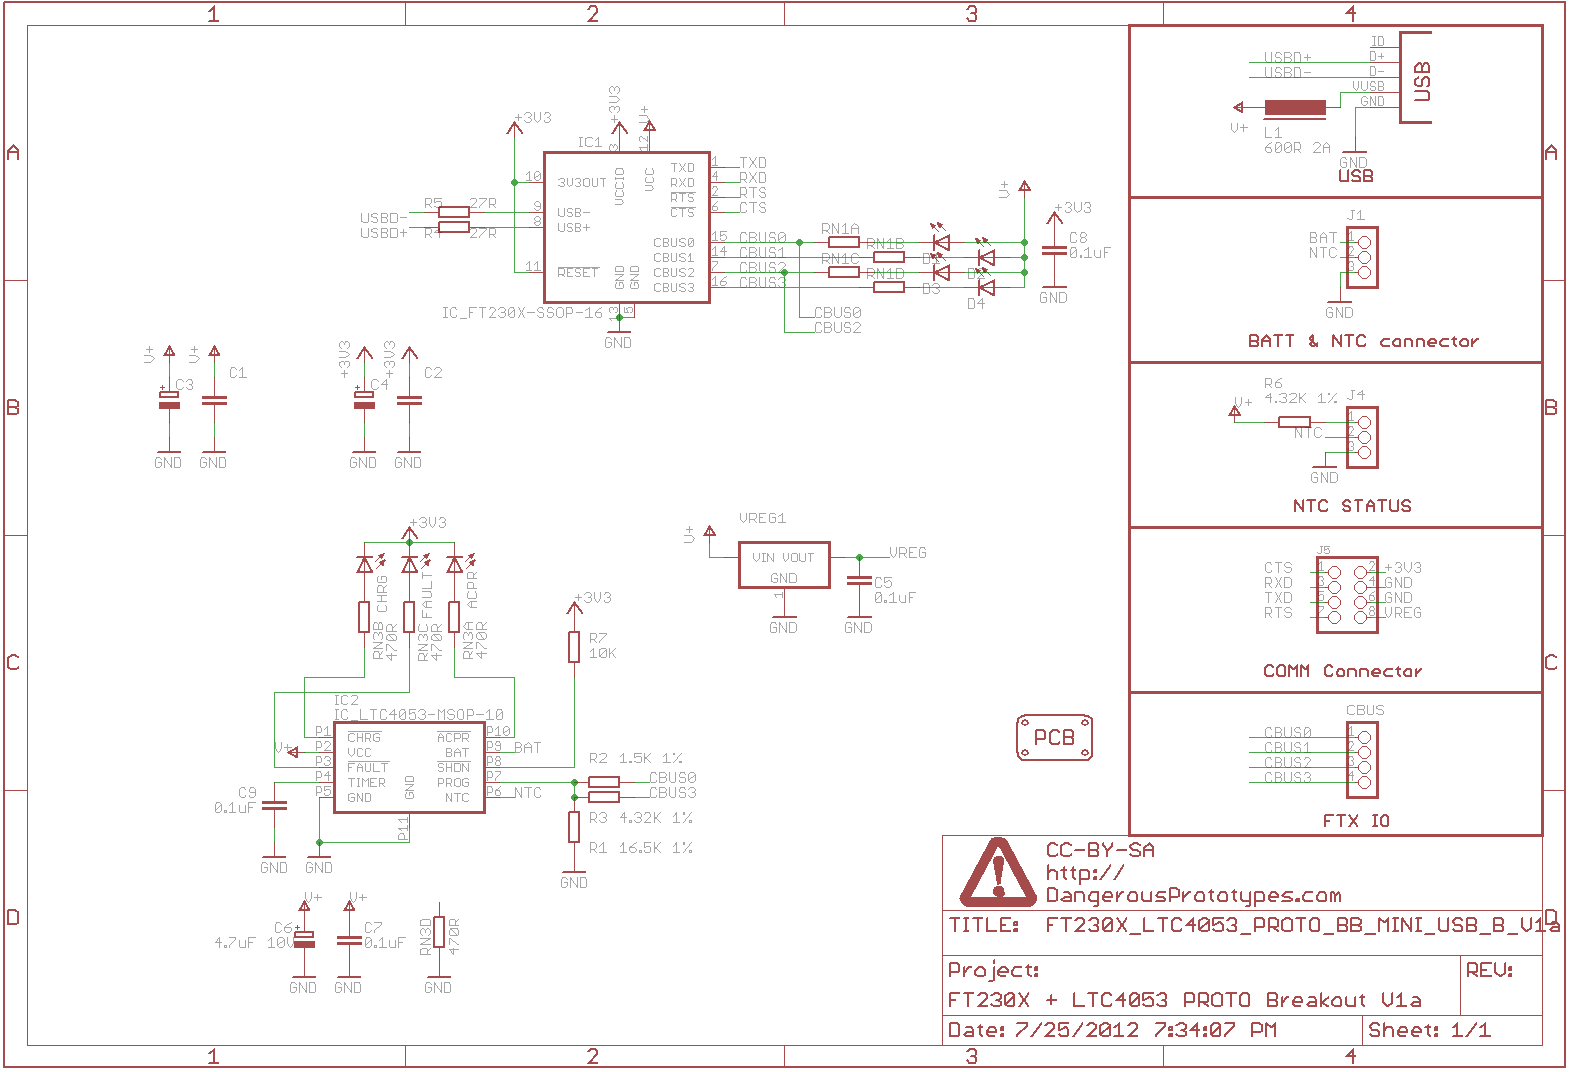 1 2 3 4
A
B
C
D
A
B
C
D
1 2 3 4
+3V3
+3V3
V+
IC1
3
12
10 3V3OUT
VCCIO
VCC
9 USB-
8 USB+
11 RESET
GND
GND
TXD 1 TXD
RXD 4 RXD
RTS 2 RTS
CTS 6 CTS
CBUS0 15 CBUS0
CBUS1 14 CBUS1
CBUS2 7 CBUS2
CBUS3 16 CBUS3
R5 27R
USBD-
USBD+
R4 27R
IC_FT230X-SSOP-16
13
5
GND
RN1A
RN1B
RN1C
RN1D
D1
D2
D3
D4
CBUS0
CBUS2
V+
+3V3
C8
0.1uF
GND
V+
C3
GND
V+
C1
GND
+3V3
C4
GND
+3V3
C2
GND
+3V3
CHRG
FAULT
ACPR
RN3B
470R
RN3C
470R
RN3A
470R
+3V3
R7
10K
V+
VREG1
VIN VOUT
GND
1
GND
VREG
C5
0.1uF
GND
IC2
IC_LTC4053-MSOP-10
P1 CHRG
P2 VCC
P3 FAULT
P4 TIMER
P5 GND
GND
P11
ACPR P10
BAT P9 BAT
SHDN P8
PROG P7
NTC P6 NTC
V+
C9
0.1uF
GND
GND
R2 1.5K 1%
CBUS0
CBUS3
R3 4.32K 1%
R1 16.5K 1%
GND
V+
C6
4.7uF 10V
GND
V+
C7
0.1uF
GND
RN3D
470R
GND
PCB
USBD+
USBD-
ID
D+
D-
VUSB
GND
USB
V+
L1
600R 2A
GND
USB
J1
BAT 1
NTC 2
3
GND
BATT & NTC connector
R6
4.32K 1%
J4
V+
1
NTC 2
3
GND
NTC STATUS
J5
CTS 1 2 +3V3
RXD 3 4 GND
TXD 5 6 GND
RTS 7 8 VREG
COMM Connector
CBUS
CBUS0 1
CBUS1 2
CBUS2 3
CBUS3 4
FTX IO
CC-BY-SA
http://
DangerousPrototypes.com
TITLE: FT230X_LTC4053_PROTO_BB_MINI_USB_B_V1a
Project: REV:
FT230X + LTC4053 PROTO Breakout V1a
Date: 7/25/2012 7:34:07 PM Sheet: 1/1